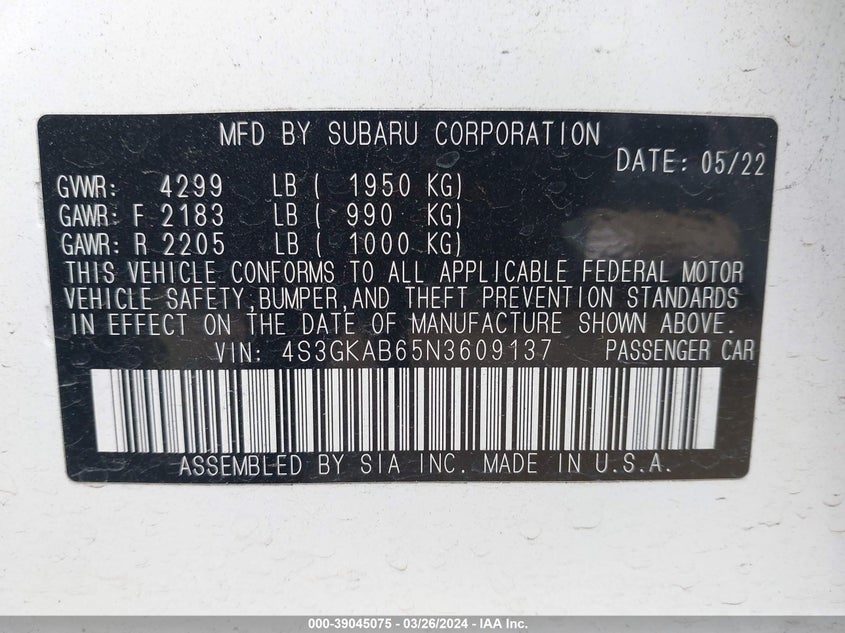 MFD BY SUBARU CORPORATION
DATE: 05/22
GVWR: 4299 LB ( 1950 KG)
GAWR: F 2183 LB ( 990 KG)
GAWR: R 2205 LB ( 1000 KG)
THIS VEHICLE CONFORMS TO ALL APPLICABLE FEDERAL MOTOR
VEHICLE SAFETY,BUMPER,AND THEFT PREVENTION STANDARDS
IN EFFECT ON THE DATE OF MANUFACTURE SHOWN ABOVE.
VIN: 4S3GKAB65N3609137 PASSENGER CAR
ASSEMBLED BY SIA INC. MADE IN U.S.A.
000-39045075 - 03/26/2024 - IAA Inc.